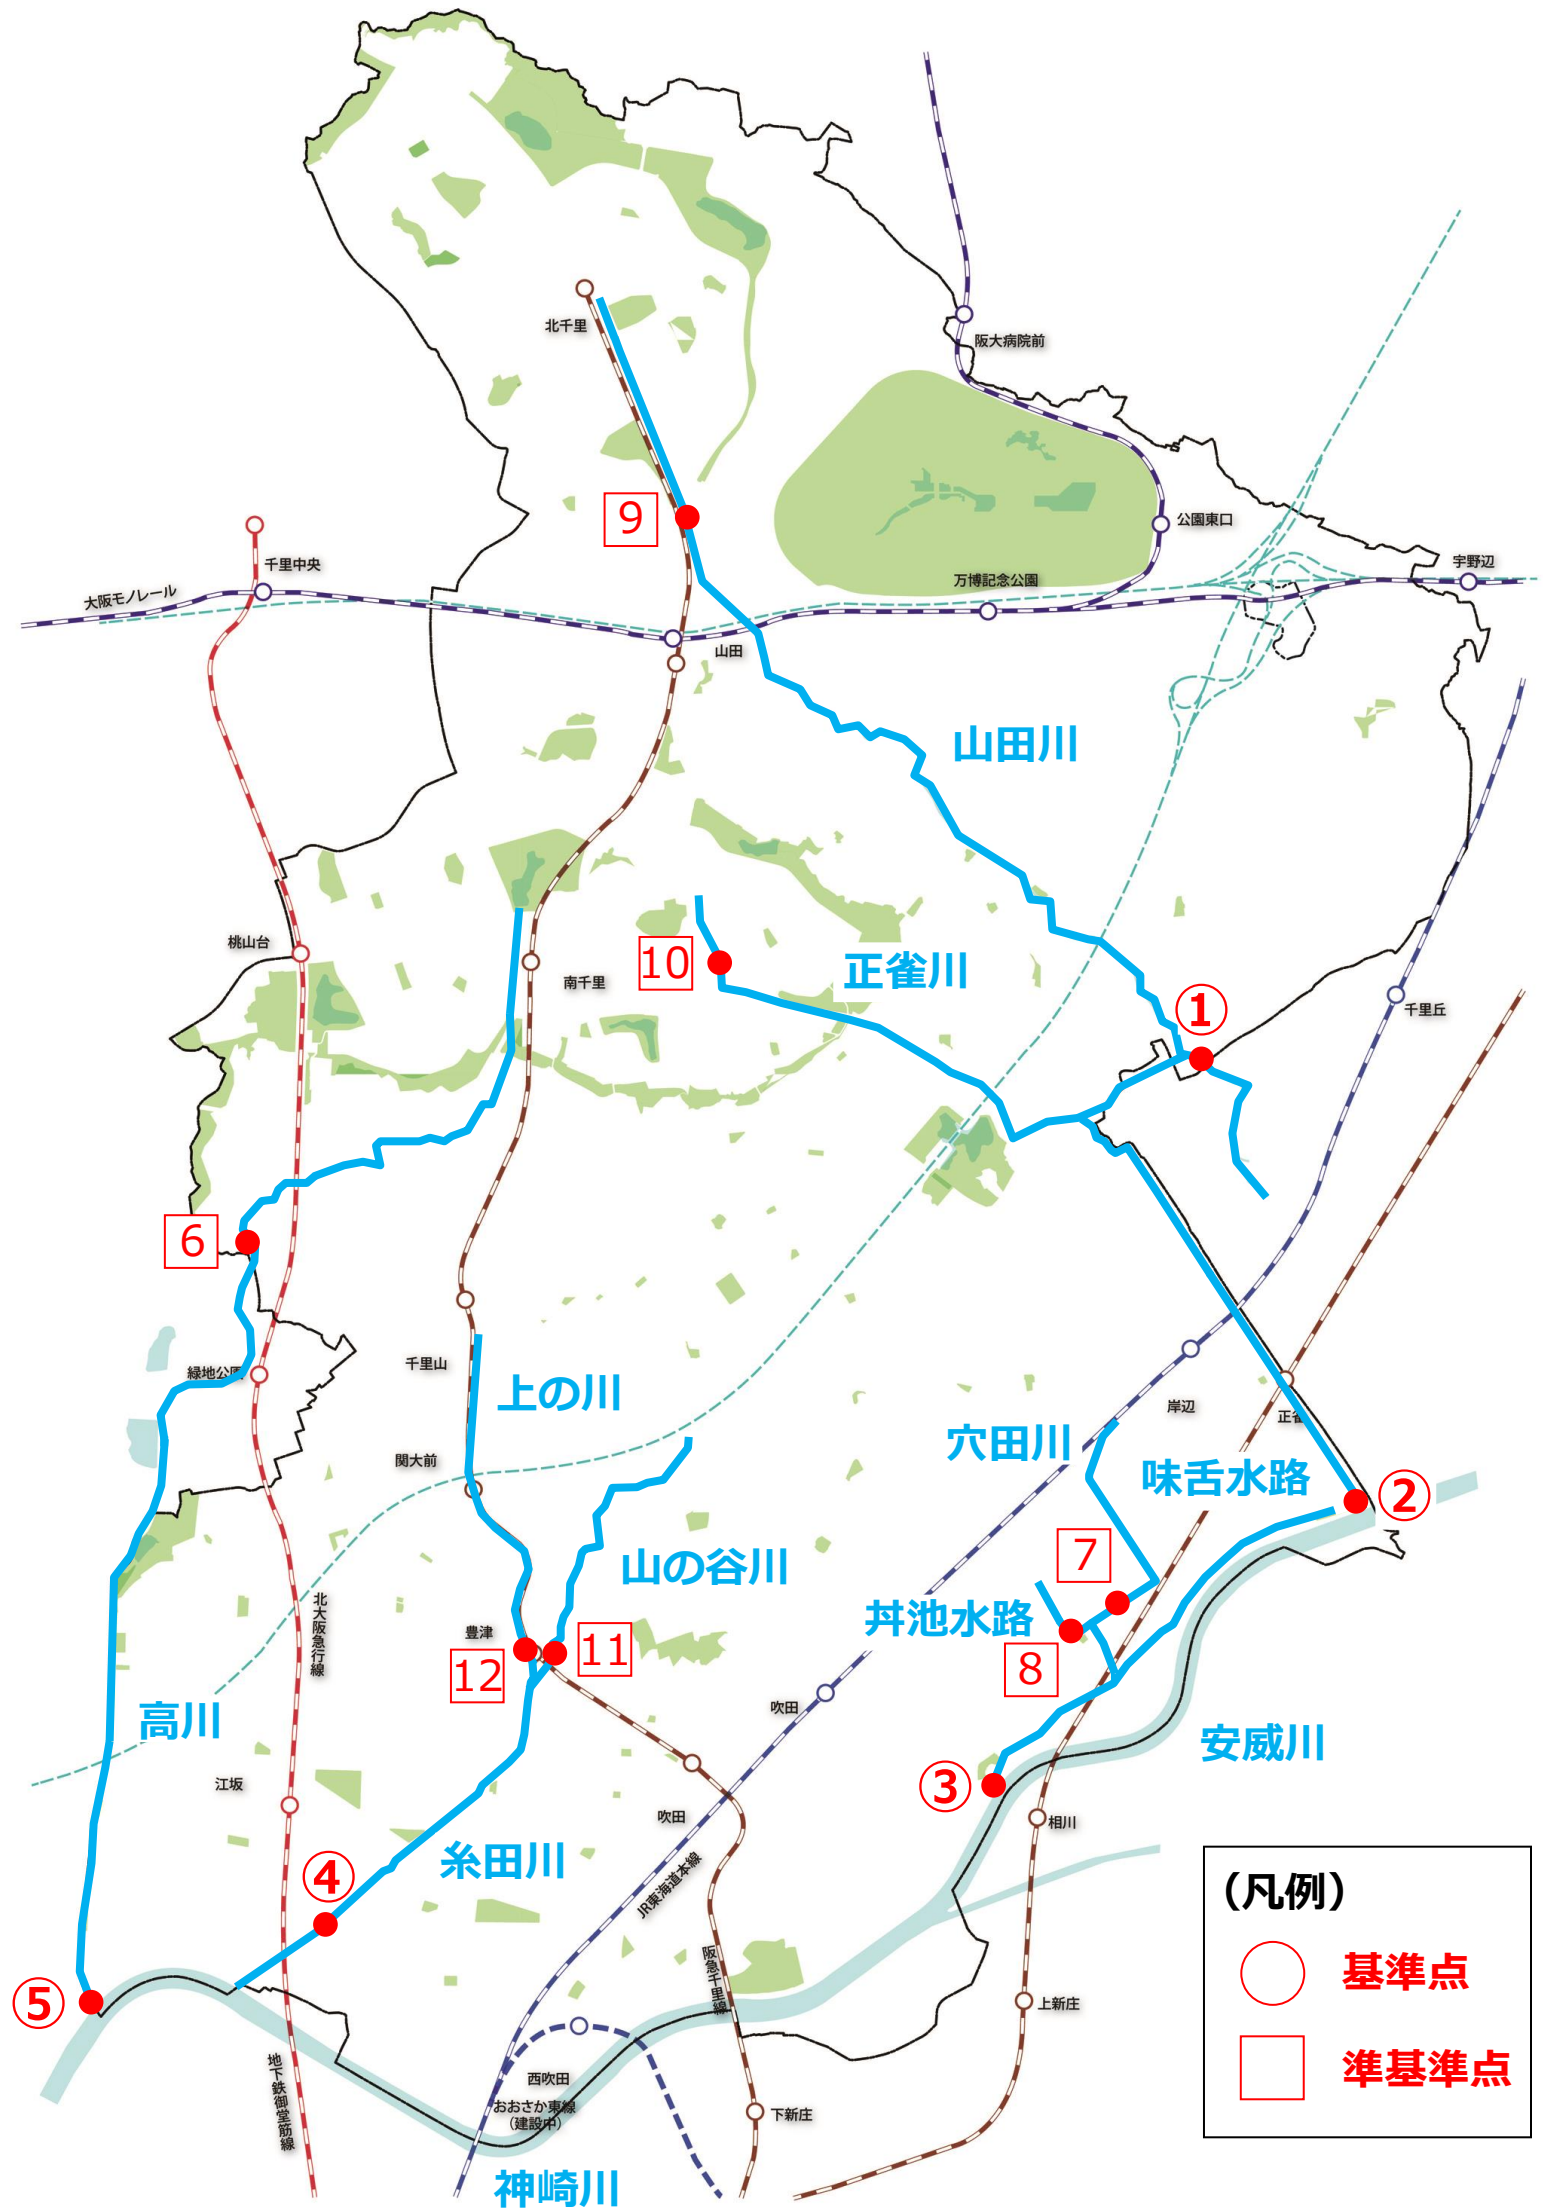 北千里
阪大病院前
9
公園東口
千里中央
宇野辺
万博記念公園
大阪モノレール
山田
山田川
桃山台
10
正雀川
南千里
①
千里丘
6
千里山
緑地公園
上の川
岸辺
正雀
穴田川
関大前
味舌水路
②
7
山の谷川
北大阪急行線
丼池水路
豊津
11
12
8
吹田
高川
安威川
江坂
③
相川
吹田
糸田川
JR東海道本線
④
(凡例)
基準点
阪急千里線
⑤
上新庄
準基準点
地下鉄御堂筋線
西吹田
おおさか東線
(建設中)
下新庄
神崎川